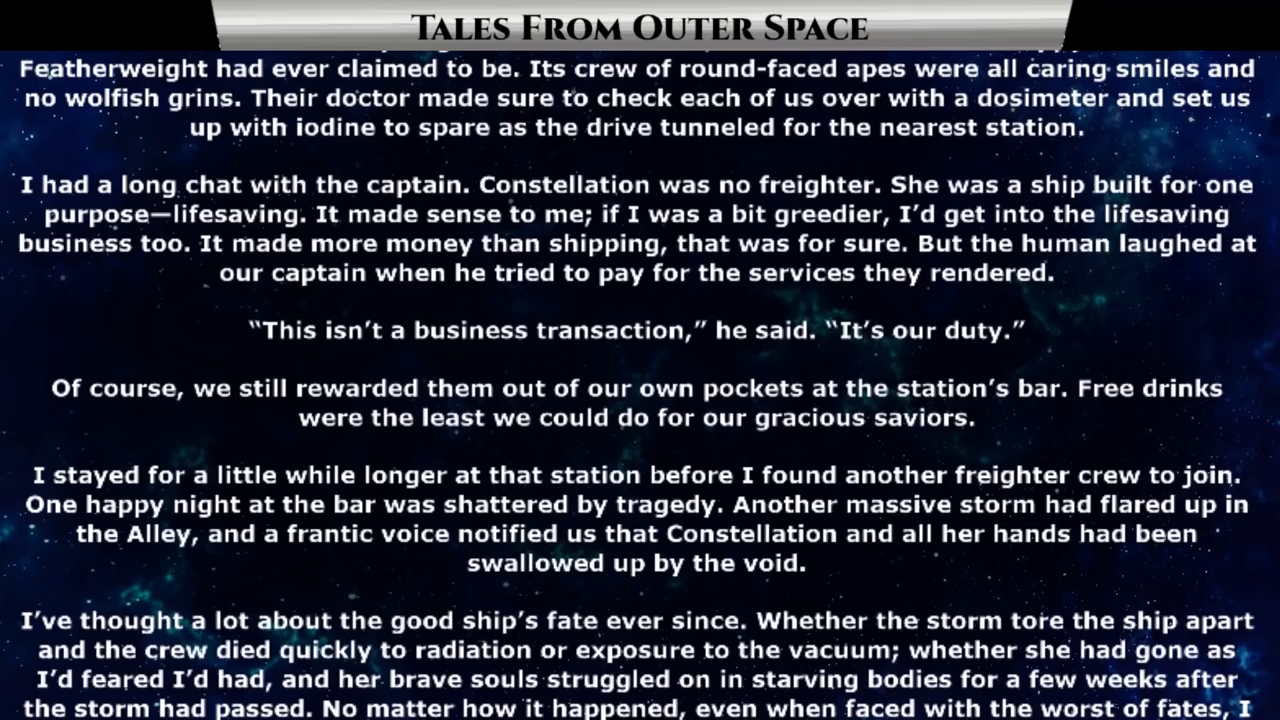 Tales From Outer Space
Featherweight had ever claimed to be. Its crew of round-faced apes were all caring smiles and
no wolfish grins. Their doctor made sure to check each of us over with a dosimeter and set us
up with iodine to spare as the drive tunneled for the nearest station.
I had a long chat with the captain. Constellation was no freighter. She was a ship built for one
purpose—lifesaving. It made sense to me; if I was a bit greedier, I’d get into the lifesaving
business too. It made more money than shipping, that was for sure. But the human laughed at
our captain when he tried to pay for the services they rendered.
“This isn’t a business transaction,” he said. “It’s our duty.”
Of course, we still rewarded them out of our own pockets at the station’s bar. Free drinks
were the least we could do for our gracious saviors.
I stayed for a little while longer at that station before I found another freighter crew to join.
One happy night at the bar was shattered by tragedy. Another massive storm had flared up in
the Alley, and a frantic voice notified us that Constellation and all her hands had been
swallowed up by the void.
I’ve thought a lot about the good ship’s fate ever since. Whether the storm tore the ship apart
and the crew died quickly to radiation or exposure to the vacuum; whether she had gone as
I’d feared I’d had, and her brave souls struggled on in starving bodies for a few weeks after
the storm had passed. No matter how it happened, even when faced with the worst of fates, I